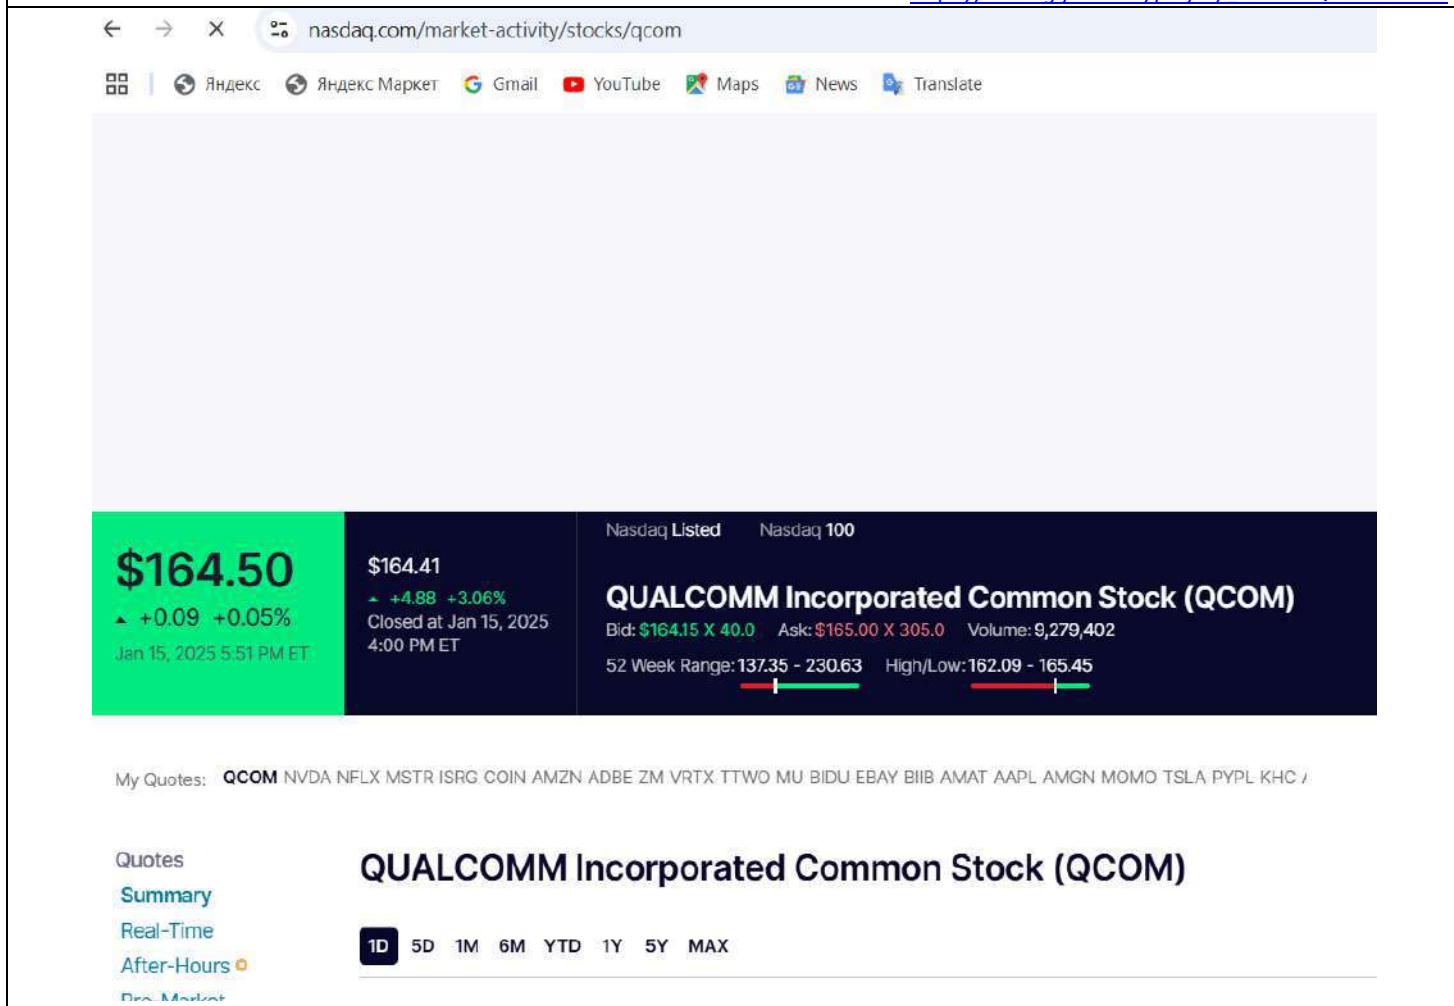 nasdaq.com/market-activity/stocks/qcom
Яндекс Яндекс Маркет Gmail YouTube Maps News Translate
$164.50
+0.09 +0.05%
Jan 15, 2025 5:51 PM ET
$164.41
+4.88 +3.06%
Closed at Jan 15, 2025
4:00 PM ET
Nasdaq Listed Nasdaq 100
QUALCOMM Incorporated Common Stock (QCOM)
Bid: $164.15 X 40.0 Ask: $165.00 X 305.0 Volume: 9,279,402
52 Week Range: 137.35 - 230.63 High/Low: 162.09 - 165.45
My Quotes: QCOM NVDA NFLX MSTR ISRG COIN AMZN ADBE ZM VRTX TTWO MU BIDU EBAY BIIB AMAT AAPL AMGN MOMO TSLA PYPL KHC
Quotes
Summary
Real-Time
After-Hours
Pre-Market
QUALCOMM Incorporated Common Stock (QCOM)
1D 5D 1M 6M YTD 1Y 5Y MAX